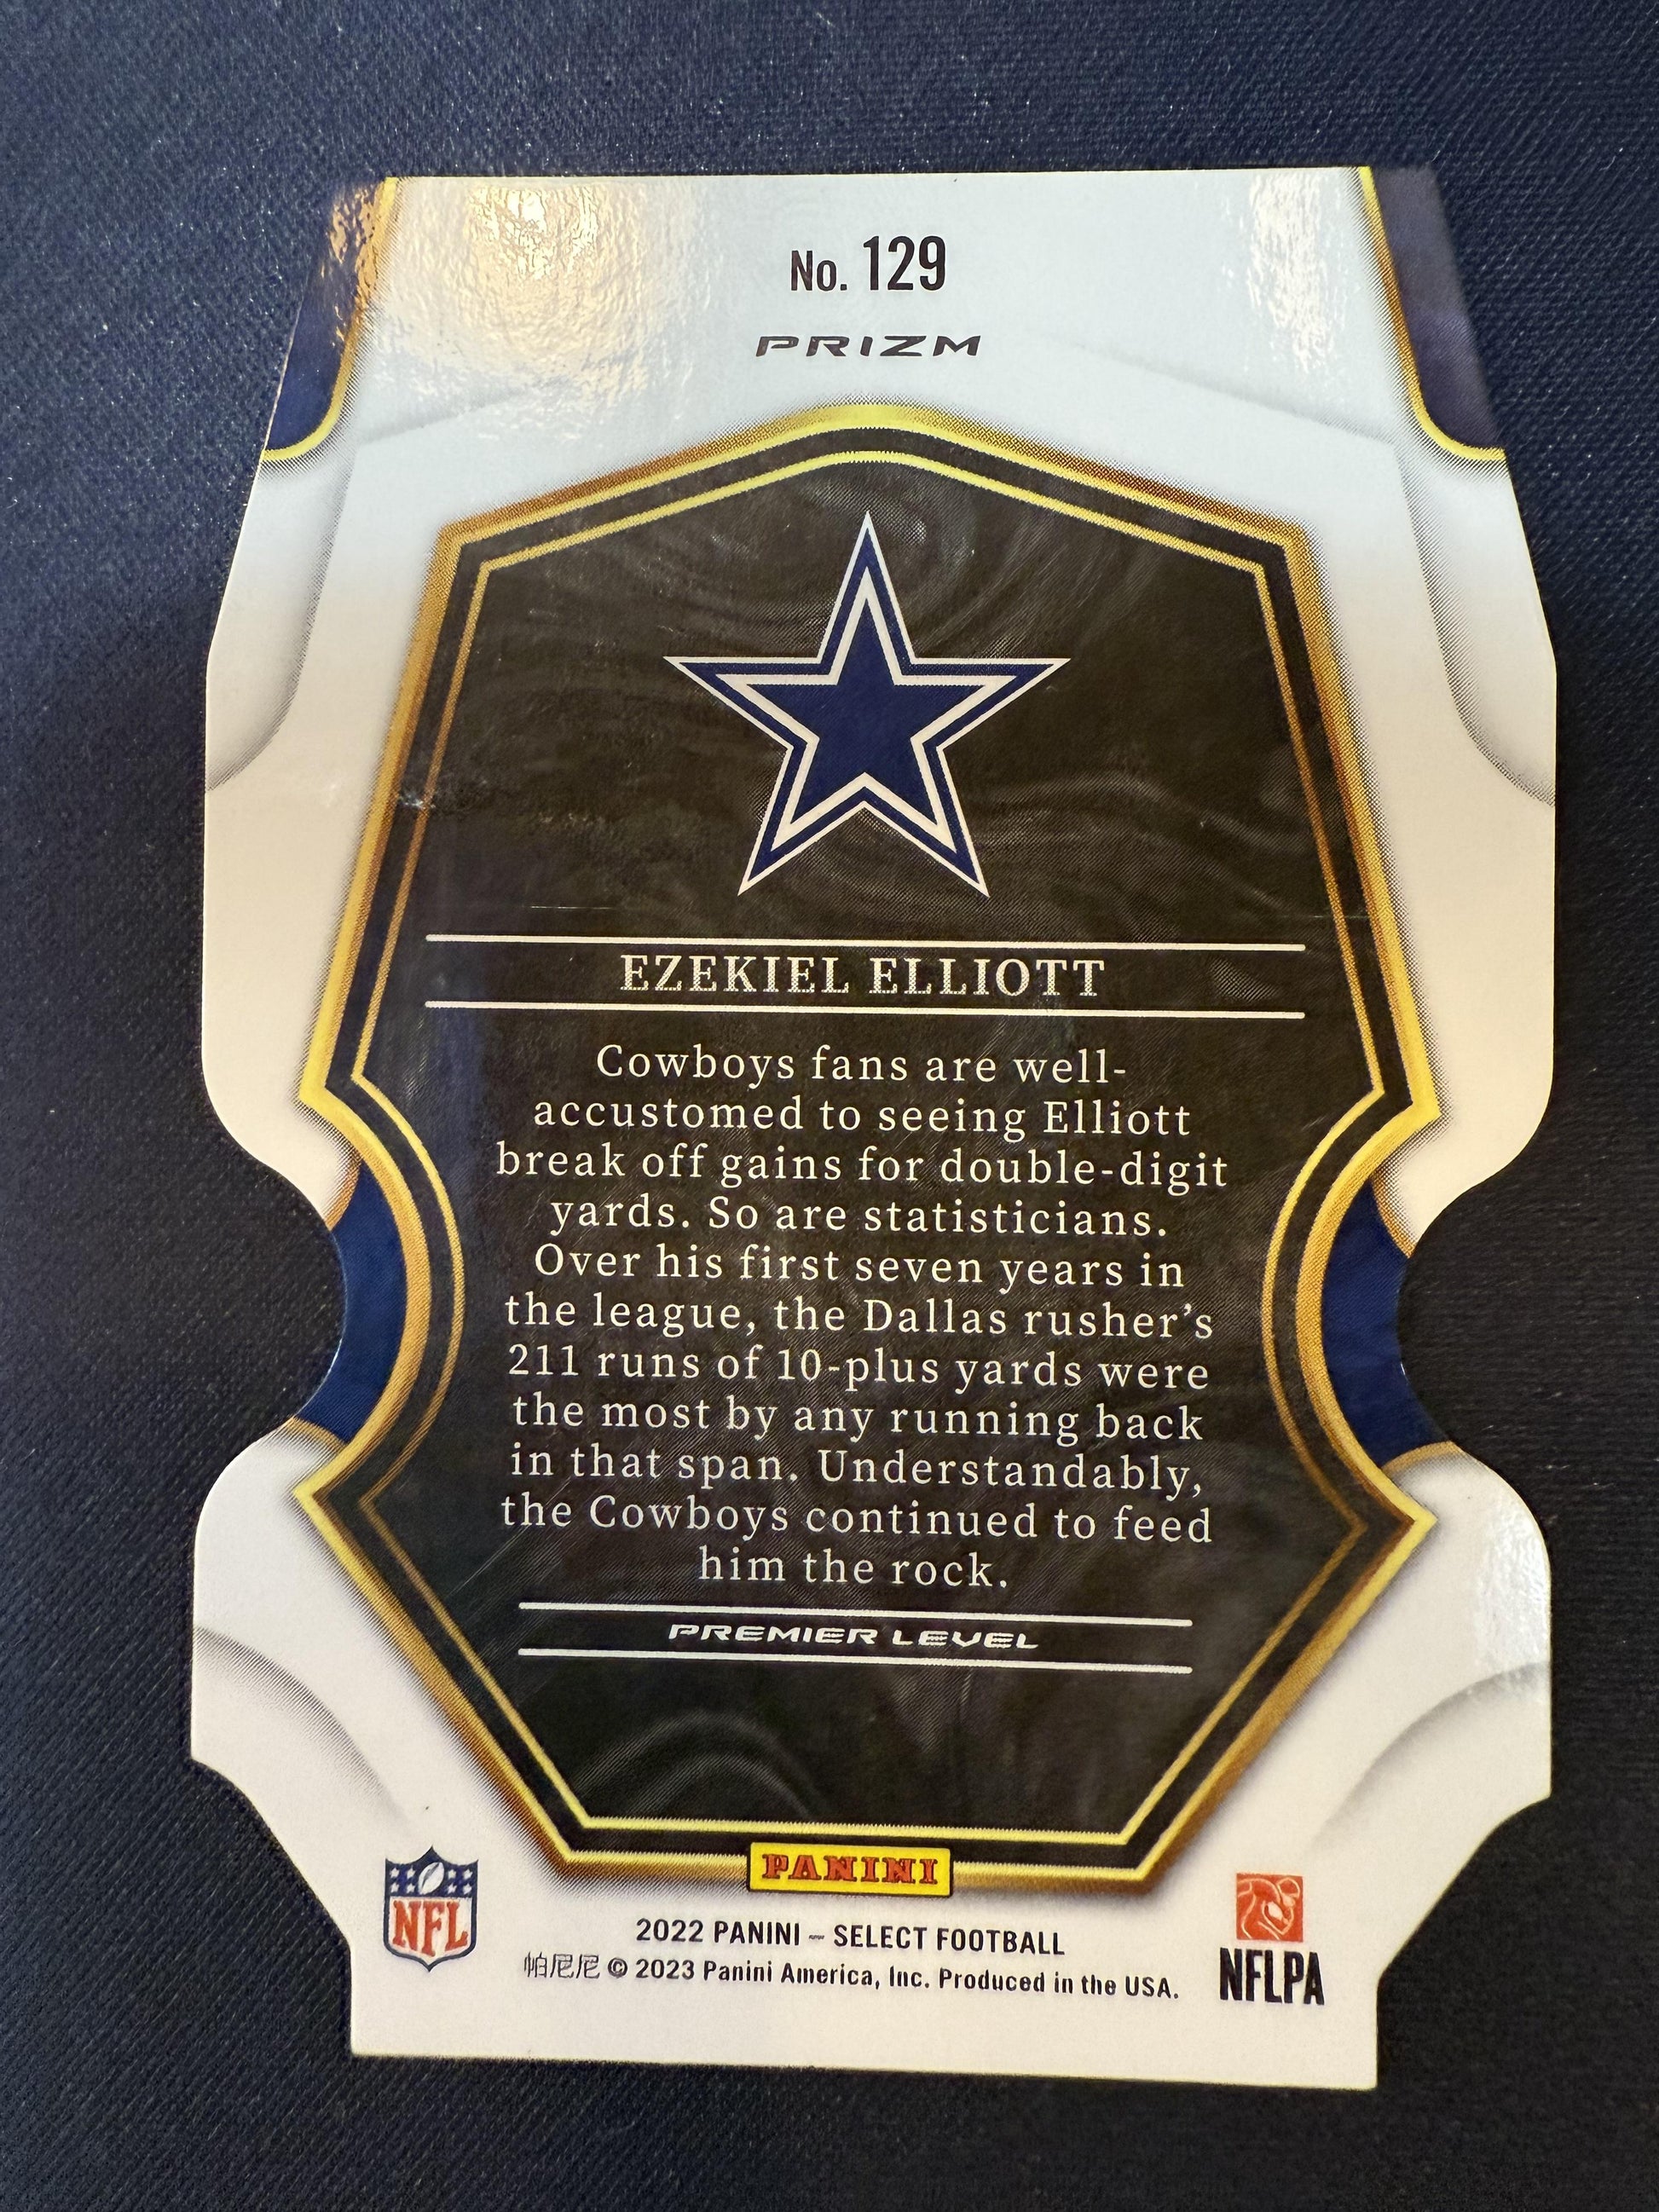 No. 129
PRIZM
EZEKIEL ELLIOTT
Cowboys fans are well-
accustomed to seeing Elliott
break off gains for double-digit
yards. So are statisticians.
Over his first seven years in
the league, the Dallas rusher's
211 runs of 10-plus yards were
the most by any running back
in that span. Understandably,
the Cowboys continued to feed
him the rock.
PREMIER LEVEL
PANINI
NFL
2022 PANINI – SELECT FOOTBALL
帕尼尼 © 2023 Panini America, Inc. Produced in the USA.
NFLPA